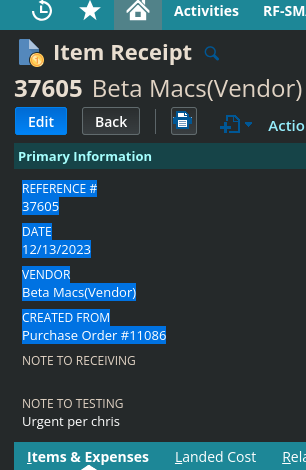 Activities RF-SM
Item Receipt
37605 Beta Macs(Vendor)
Edit Back Actio
Primary Information
REFERENCE #
37605
DATE
12/13/2023
VENDOR
Beta Macs(Vendor)
CREATED FROM
Purchase Order #11086
NOTE TO RECEIVING
NOTE TO TESTING
Urgent per chris
Items & Expenses Landed Cost Rela